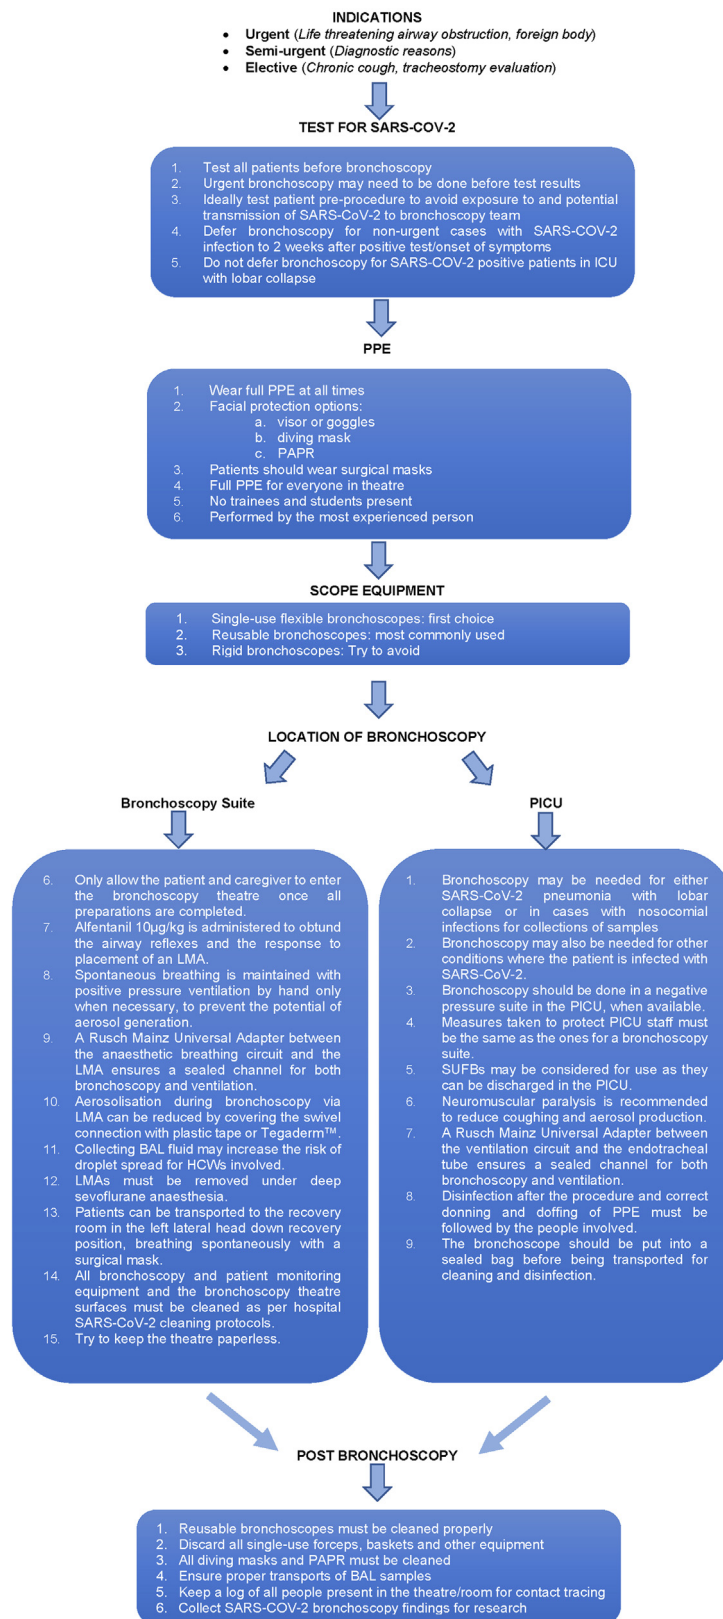 INDICATIONS
• Urgent (Life threatening airway obstruction, foreign body)
• Semi-urgent (Diagnostic reasons)
• Elective (Chronic cough, tracheostomy evaluation)
TEST FOR SARS-COV-2
1. Test all patients before bronchoscopy
2. Urgent bronchoscopy may need to be done before test results
3. Ideally test patient pre-procedure to avoid exposure to and potential
transmission of SARS-CoV-2 to bronchoscopy team
4. Defer bronchoscopy for non-urgent cases with SARS-COV-2
infection to 2 weeks after positive test/onset of symptoms
5. Do not defer bronchoscopy for SARS-COV-2 positive patients in ICU
with lobar collapse
PPE
1. Wear full PPE at all times
2. Facial protection options:
a. visor or goggles
b. diving mask
c. PAPR
3. Patients should wear surgical masks
4. Full PPE for everyone in theatre
5. No trainees and students present
6. Performed by the most experienced person
SCOPE EQUIPMENT
1. Single-use flexible bronchoscopes: first choice
2. Reusable bronchoscopes: most commonly used
3. Rigid bronchoscopes: Try to avoid
LOCATION OF BRONCHOSCOPY
Bronchoscopy Suite
6. Only allow the patient and caregiver to enter
the bronchoscopy theatre once all
preparations are completed.
7. Alfentanil 10µg/kg is administered to obtund
the airway reflexes and the response to
placement of an LMA.
8. Spontaneous breathing is maintained with
positive pressure ventilation by hand only
when necessary, to prevent the potential of
aerosol generation.
9. A Rusch Mainz Universal Adapter between
the anaesthetic breathing circuit and the
LMA ensures a sealed channel for both
bronchoscopy and ventilation.
10. Aerosolisation during bronchoscopy via
LMA can be reduced by covering the swivel
connection with plastic tape or Tegaderm™.
11. Collecting BAL fluid may increase the risk of
droplet spread for HCWs involved.
12. LMAs must be removed under deep
sevoflurane anaesthesia.
13. Patients can be transported to the recovery
room in the left lateral head down recovery
position, breathing spontaneously with a
surgical mask.
14. All bronchoscopy and patient monitoring
equipment and the bronchoscopy theatre
surfaces must be cleaned as per hospital
SARS-CoV-2 cleaning protocols.
15. Try to keep the theatre paperless.
PICU
1. Bronchoscopy may be needed for either
SARS-CoV-2 pneumonia with lobar
collapse or in cases with nosocomial
infections for collections of samples
2. Bronchoscopy may also be needed for other
conditions where the patient is infected with
SARS-CoV-2.
3. Bronchoscopy should be done in a negative
pressure suite in the PICU, when available.
4. Measures taken to protect PICU staff must
be the same as the ones for a bronchoscopy
suite.
5. SUFBs may be considered for use as they
can be discharged in the PICU.
6. Neuromuscular paralysis is recommended
to reduce coughing and aerosol production.
7. A Rusch Mainz Universal Adapter between
the ventilation circuit and the endotracheal
tube ensures a sealed channel for both
bronchoscopy and ventilation.
8. Disinfection after the procedure and correct
donning and doffing of PPE must be
followed by the people involved.
9. The bronchoscope should be put into a
sealed bag before being transported for
cleaning and disinfection.
POST BRONCHOSCOPY
1. Reusable bronchoscopes must be cleaned properly
2. Discard all single-use forceps, baskets and other equipment
3. All diving masks and PAPR must be cleaned
4. Ensure proper transports of BAL samples
5. Keep a log of all people present in the theatre/room for contact tracing
6. Collect SARS-COV-2 bronchoscopy findings for research